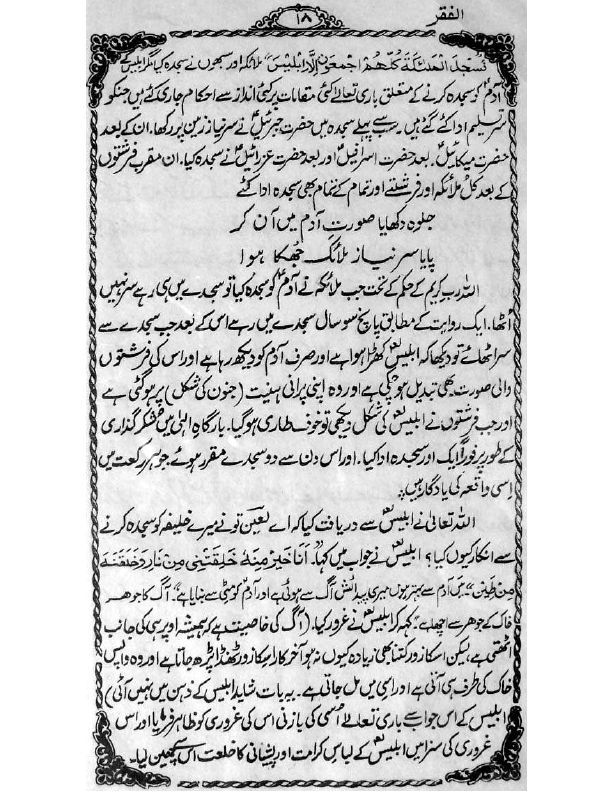 الفقر
۱۸
فَسَجَدَ الْمَلٰٓئِكَةُ كُلُّهُمْ اَجْمَعُوْنَ اِلَّا اِبْلِيْسَ" ملائکہ اور سبھوں نے سجدہ کیا مگر ابلیس نے
آدمؑ کو سجدہ کرنے کے متعلق باری تعالےٰ کئی مقامات پر کئی انداز سے احکام جاری کئے ہیں جنکو
سرِ تسلیم ادا کئے گئے ہیں۔ سب سے پہلے سجدہ میں حضرت جبرئیلؑ نے سرِ نیاز زمین پر رکھا، ان کے بعد
حضرت میکائیلؑ۔ بعد حضرت اسرافیلؑ اور بعد حضرت عزرائیلؑ نے سجدہ کیا۔ ان مقرب فرشتوں
کے بعد کل ملائکہ اور فرشتے اور تمام کے تمام بھی سجدہ ادا کئے
جلوہ دکھایا صورتِ آدم میں آن کر
پایا سرِ نیاز ملائک جھکا ہوا
اللہ رب کریم کے حکم کے تحت جب ملائکہ نے آدمؑ کو سجدہ کیا تو سجدے میں ہی رہے سر نہیں
اٹھا۔ ایک روایت کے مطابق پانچ سو سال سجدے میں رہے اس کے بعد جب سجدے سے
سر اٹھائے تو دیکھا کہ ابلیس کھڑا ہوا ہے اور صرف آدم کو دیکھ رہا ہے اور اس کی فرشتوں
والی صورت بھی تبدیل ہو چکی ہے اور وہ اپنی پرانی ہیئت (جنون کی شکل) پر ہو گئی ہے
اور جب فرشتوں نے ابلیس کی شکل دیکھی تو خوف طاری ہو گیا۔ بارگاہِ الٰہی میں شکر گذاری
کے طور پر فوراً ایک اور سجدہ ادا کیا۔ اور اس دن سے دو سجدے مقرر ہوئے جو ہر رکعت میں
اِسی واقعہ کی یادگار ہیں۔
اللہ تعالیٰ نے ابلیس سے دریافت کیا کہ اے لعین تو نے میرے خلیفہ کو سجدہ کرنے
سے انکار کیوں کیا؟ ابلیس نے جواب میں کہا۔ اَنَا خَيْرٌ مِّنْهُ خَلَقْتَنِيْ مِنْ نَّارٍ وَّخَلَقْتَهٗ
مِنْ طِيْنٍ"۔ میں آدم سے بہتر ہوں میری پیدائش آگ سے ہوئی ہے اور آدم کو مٹی سے بنایا ہے"۔ آگ کا جوہر
خاک کے جوہر سے اچھا ہے" کہہ کر ابلیس نے غرور کیا۔ (آگ کی خاصیت ہے کہ ہمیشہ اوپر ہی کی جانب
اٹھتی ہے، لیکن اسکا زور کتنا بھی زیادہ کیوں نہ ہو آخر کار اسکا زور ٹھنڈا پڑھ جاتا ہے اور وہ واپس
خاک کی طرف ہی آتی ہے اور اسی میں مل جاتی ہے۔ یہ بات شاید ابلیس کے ذہن میں نہیں آئی)
ابلیس کے اس جواب سے باری تعالےٰ اسی کی بازنی اس کی غروری کو ظاہر فرمایا اور اس
غروری کی سزا میں ابلیس کے لباسِ کرامت اور پیشانی کا خلعت اس سے چھین لیا۔